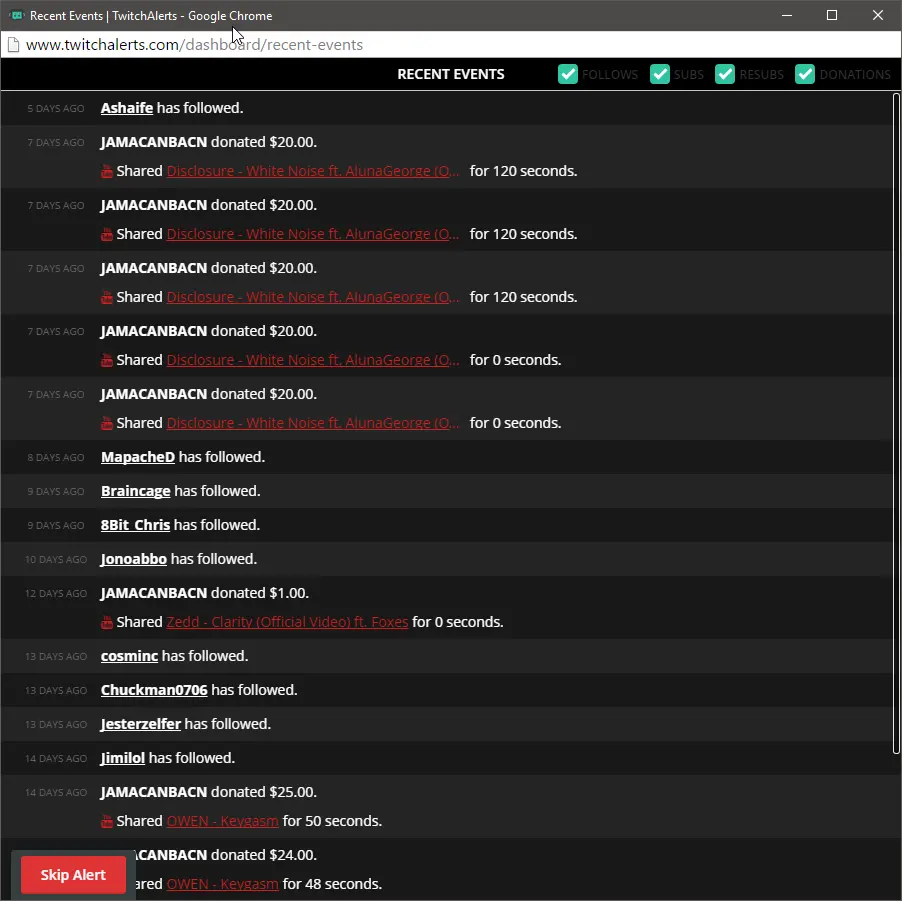 Recent Events | TwitchAlerts - Google Chrome
www.twitchalerts.com/dashboard/recent-events
RECENT EVENTS FOLLOWS SUBS RESUBS DONATIONS
5 DAYS AGO Ashaife has followed.
7 DAYS AGO JAMACANBACN donated $20.00.
Shared Disclosure - White Noise ft. AlunaGeorge (O... for 120 seconds.
7 DAYS AGO JAMACANBACN donated $20.00.
Shared Disclosure - White Noise ft. AlunaGeorge (O... for 120 seconds.
7 DAYS AGO JAMACANBACN donated $20.00.
Shared Disclosure - White Noise ft. AlunaGeorge (O... for 120 seconds.
7 DAYS AGO JAMACANBACN donated $20.00.
Shared Disclosure - White Noise ft. AlunaGeorge (O... for 0 seconds.
7 DAYS AGO JAMACANBACN donated $20.00.
Shared Disclosure - White Noise ft. AlunaGeorge (O... for 0 seconds.
8 DAYS AGO MapacheD has followed.
9 DAYS AGO Braincage has followed.
9 DAYS AGO 8Bit_Chris has followed.
10 DAYS AGO Jonoabbo has followed.
12 DAYS AGO JAMACANBACN donated $1.00.
Shared Zedd - Clarity (Official Video) ft. Foxes for 0 seconds.
13 DAYS AGO cosminc has followed.
13 DAYS AGO Chuckman0706 has followed.
13 DAYS AGO Jesterzelfer has followed.
14 DAYS AGO Jimilol has followed.
14 DAYS AGO JAMACANBACN donated $25.00.
Shared OWEN - Keygasm for 50 seconds.
ACANBACN donated $24.00.
Skip Alert
ared OWEN - Keygasm for 48 seconds.